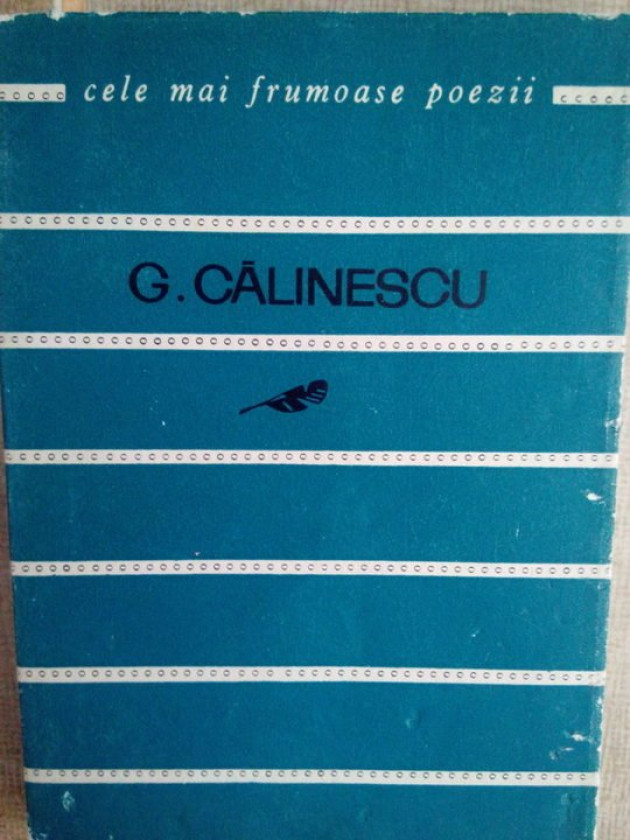 cele mai frumoase poezii
G. CĂLINESCU